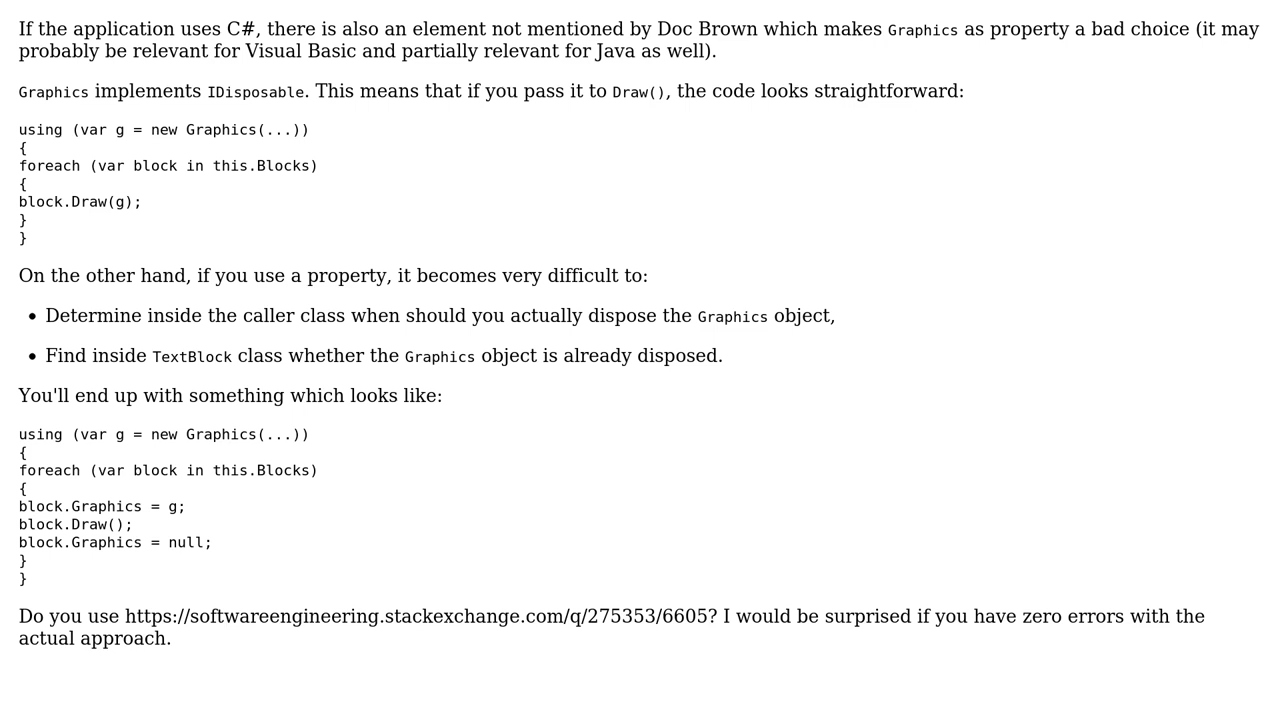 If the application uses C#, there is also an element not mentioned by Doc Brown which makes Graphics as property a bad choice (it may
probably be relevant for Visual Basic and partially relevant for Java as well).
Graphics implements IDisposable. This means that if you pass it to Draw(), the code looks straightforward:
using (var g = new Graphics(...))
{
foreach (var block in this.Blocks)
{
block.Draw(g);
}
}
On the other hand, if you use a property, it becomes very difficult to:
• Determine inside the caller class when should you actually dispose the Graphics object,
• Find inside TextBlock class whether the Graphics object is already disposed.
You'll end up with something which looks like:
using (var g = new Graphics(...))
{
foreach (var block in this.Blocks)
{
block.Graphics = g;
block.Draw();
block.Graphics = null;
}
}
Do you use https://softwareengineering.stackexchange.com/q/275353/6605? I would be surprised if you have zero errors with the
actual approach.